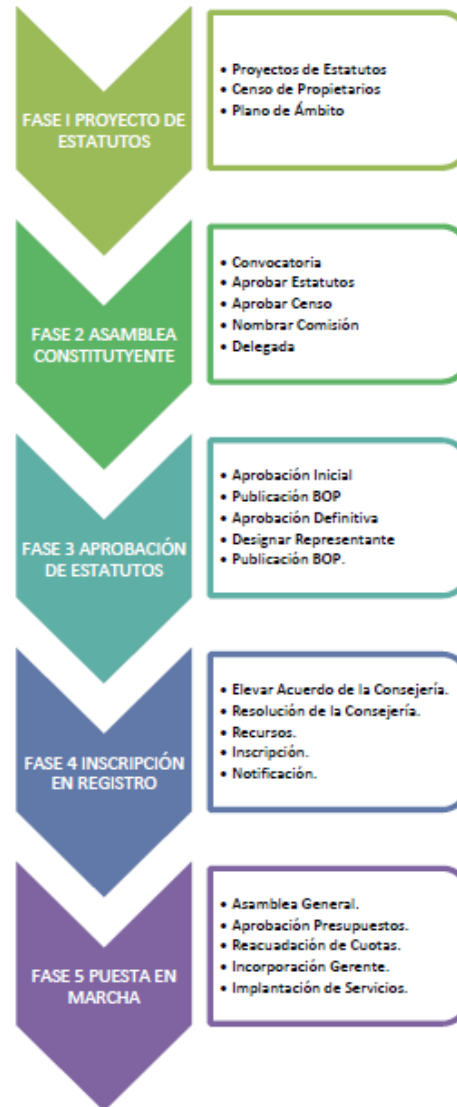 FASE I PROYECTO DE
ESTATUTOS
• Proyectos de Estatutos
• Censo de Propietarios
• Plano de Ámbito
FASE 2 ASAMBLEA
CONSTITUTYENTE
• Convocatoria
• Aprobar Estatutos
• Aprobar Censo
• Nombrar Comisión
• Delegada
FASE 3 APROBACIÓN
DE ESTATUTOS
• Aprobación Inicial
• Publicación BOP
• Aprobación Definitiva
• Designar Representante
• Publicación BOP.
FASE 4 INSCRIPCIÓN
EN REGISTRO
• Elevar Acuerdo de la Consejería.
• Resolución de la Consejería.
• Recursos.
• Inscripción.
• Notificación.
FASE 5 PUESTA EN
MARCHA
• Asamblea General.
• Aprobación Presupuestos.
• Reacuadación de Cuotas.
• Incorporación Gerente.
• Implantación de Servicios.